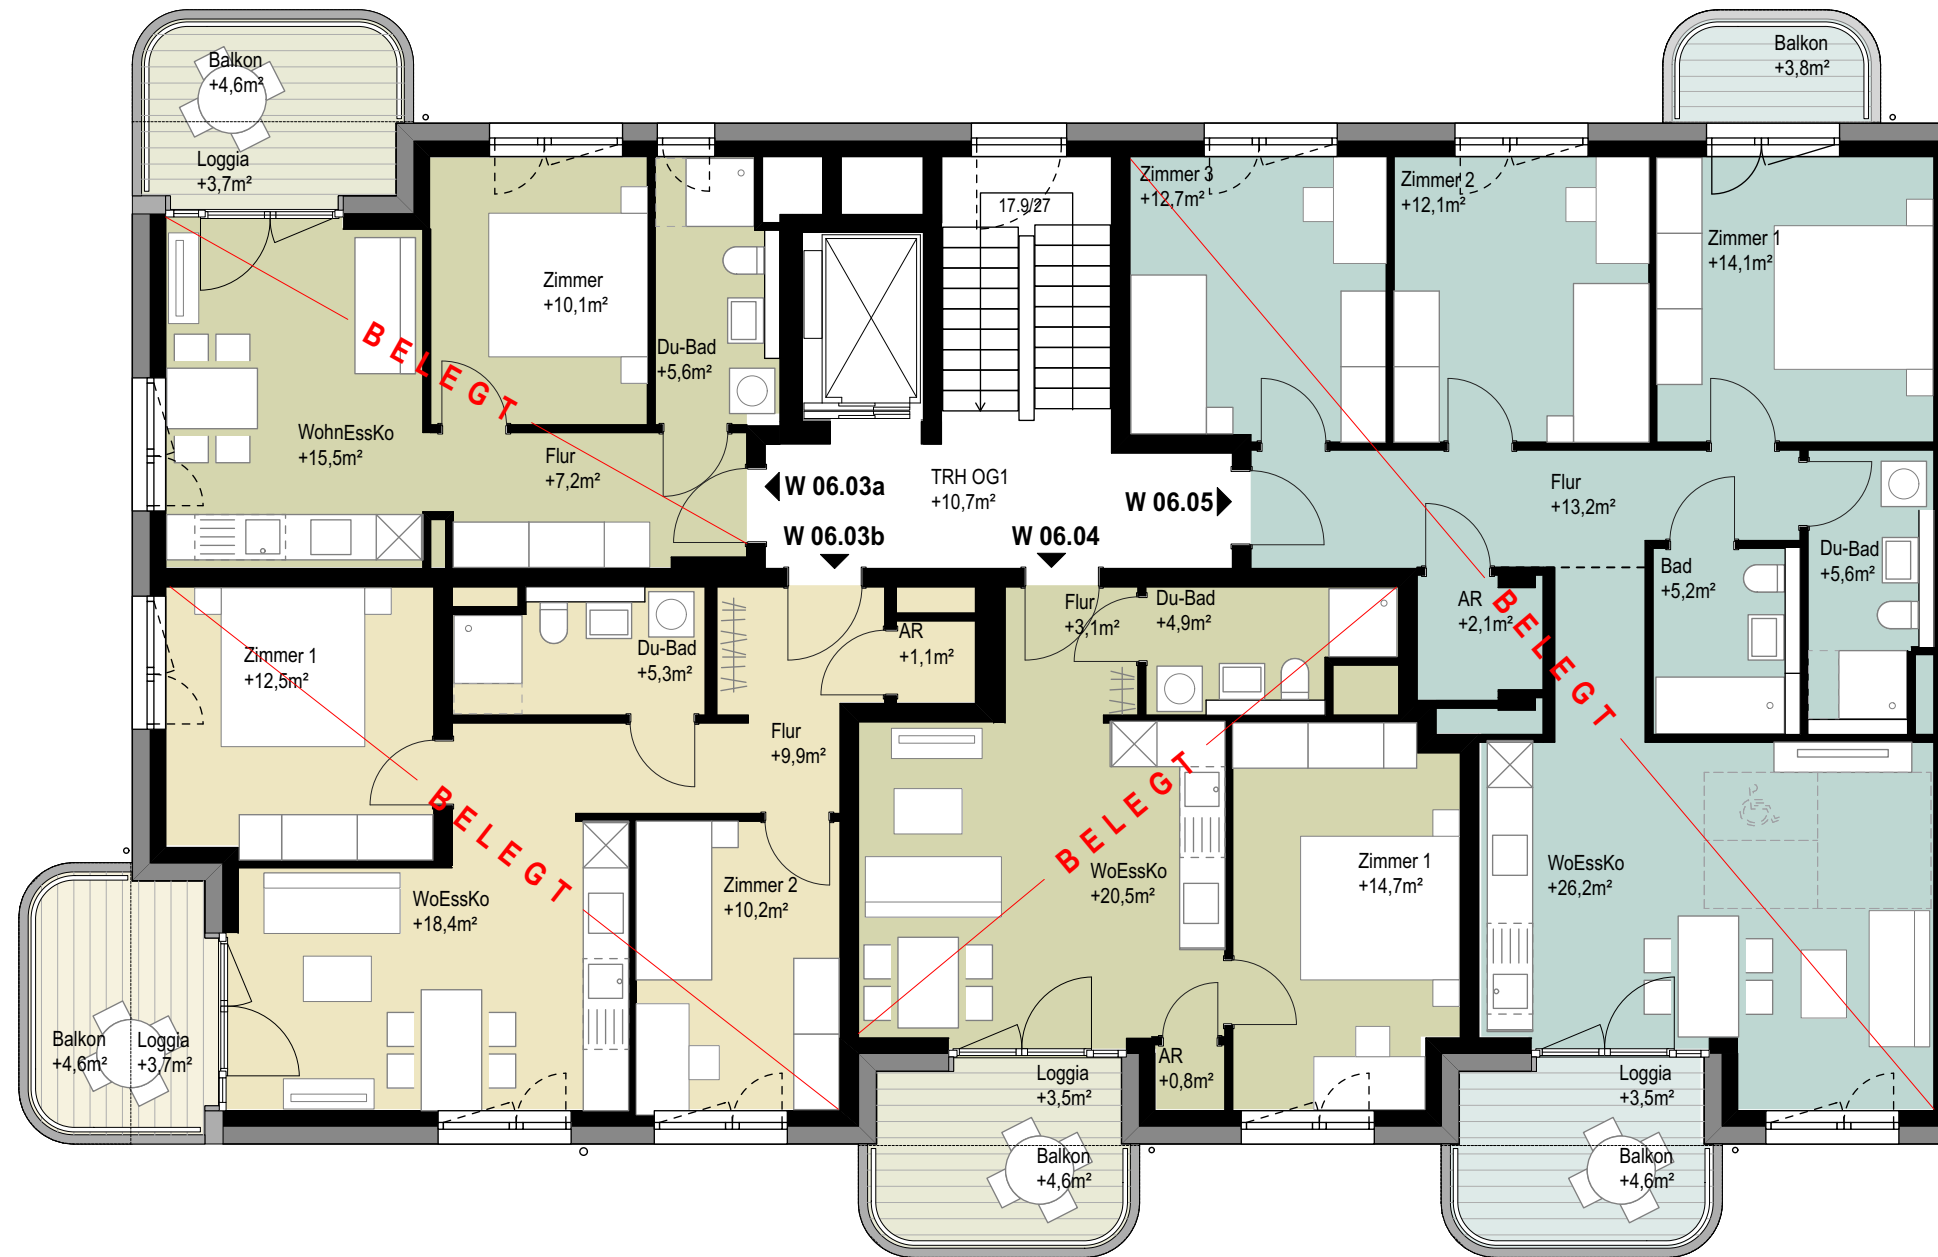 Balkon
+4,6m²
Loggia
+3,7m²
Balkon
+3,8m²
Zimmer
+10,1m²
Du-Bad
+5,6m²
17.9/27
Zimmer 3
+12,7m²
Zimmer 2
+12,1m²
Zimmer 1
+14,1m²
BELEGT
WohnEssKo
+15,5m²
Flur
+7,2m²
W 06.03a
W 06.03b
TRH OG1
+10,7m²
W 06.04
W 06.05
Flur
+13,2m²
Bad
+5,2m²
Du-Bad
+5,6m²
AR
+2,1m²
BELEGT
Zimmer 1
+12,5m²
Du-Bad
+5,3m²
AR
+1,1m²
Flur
+3,1m²
Du-Bad
+4,9m²
Flur
+9,9m²
BELEGT
WoEssKo
+18,4m²
Zimmer 2
+10,2m²
BELEGT
WoEssKo
+20,5m²
Zimmer 1
+14,7m²
WoEssKo
+26,2m²
Balkon
+4,6m²
Loggia
+3,7m²
AR
+0,8m²
Loggia
+3,5m²
Balkon
+4,6m²
Loggia
+3,5m²
Balkon
+4,6m²